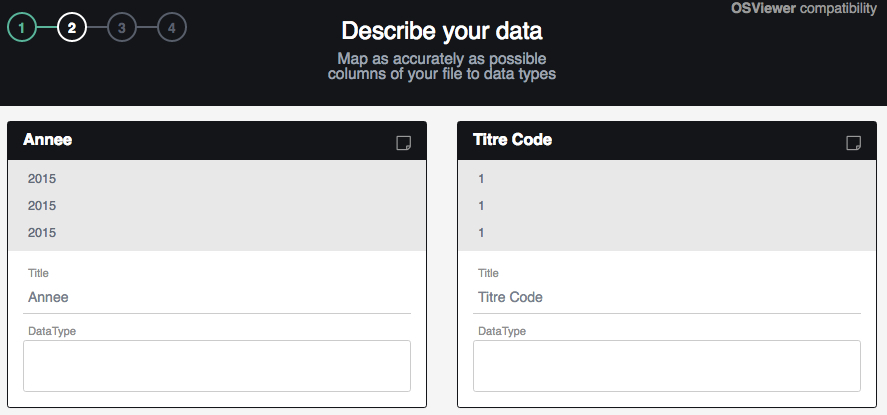 1 2 3 4
OSViewer compatibility
Describe your data
Map as accurately as possible
columns of your file to data types
Annee
2015
2015
2015
Title
Annee
DataType
Titre Code
1
1
1
Title
Titre Code
DataType